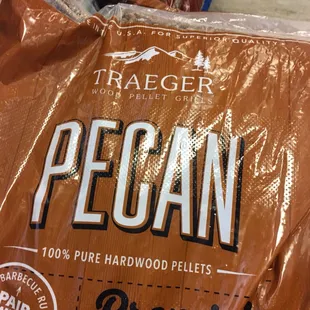 U.S.A. FOR SUPERIOR QUALITY
TRAEGER
WOOD PELLET GRILLS
PECAN
100% PURE HARDWOOD PELLETS
BARBECUE RU
PAIR